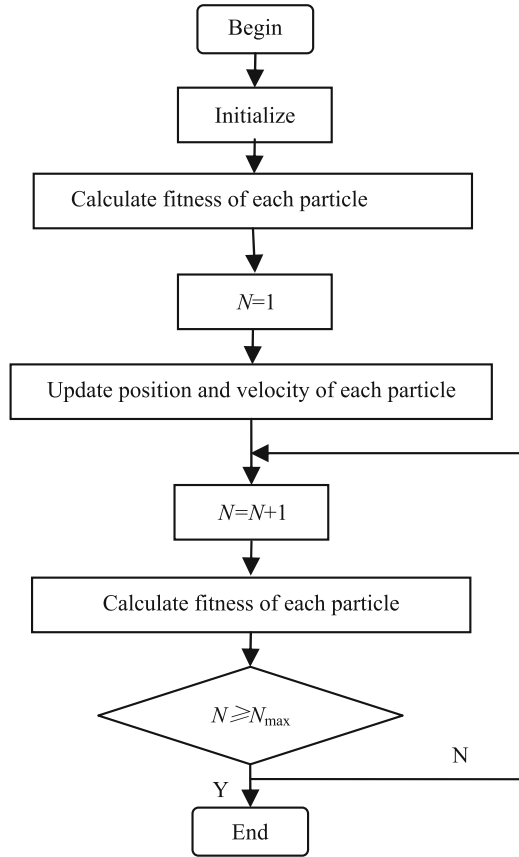 Begin
Initialize
Calculate fitness of each particle
N=1
Update position and velocity of each particle
N=N+1
Calculate fitness of each particle
N⩾Nmax
N
Y
End